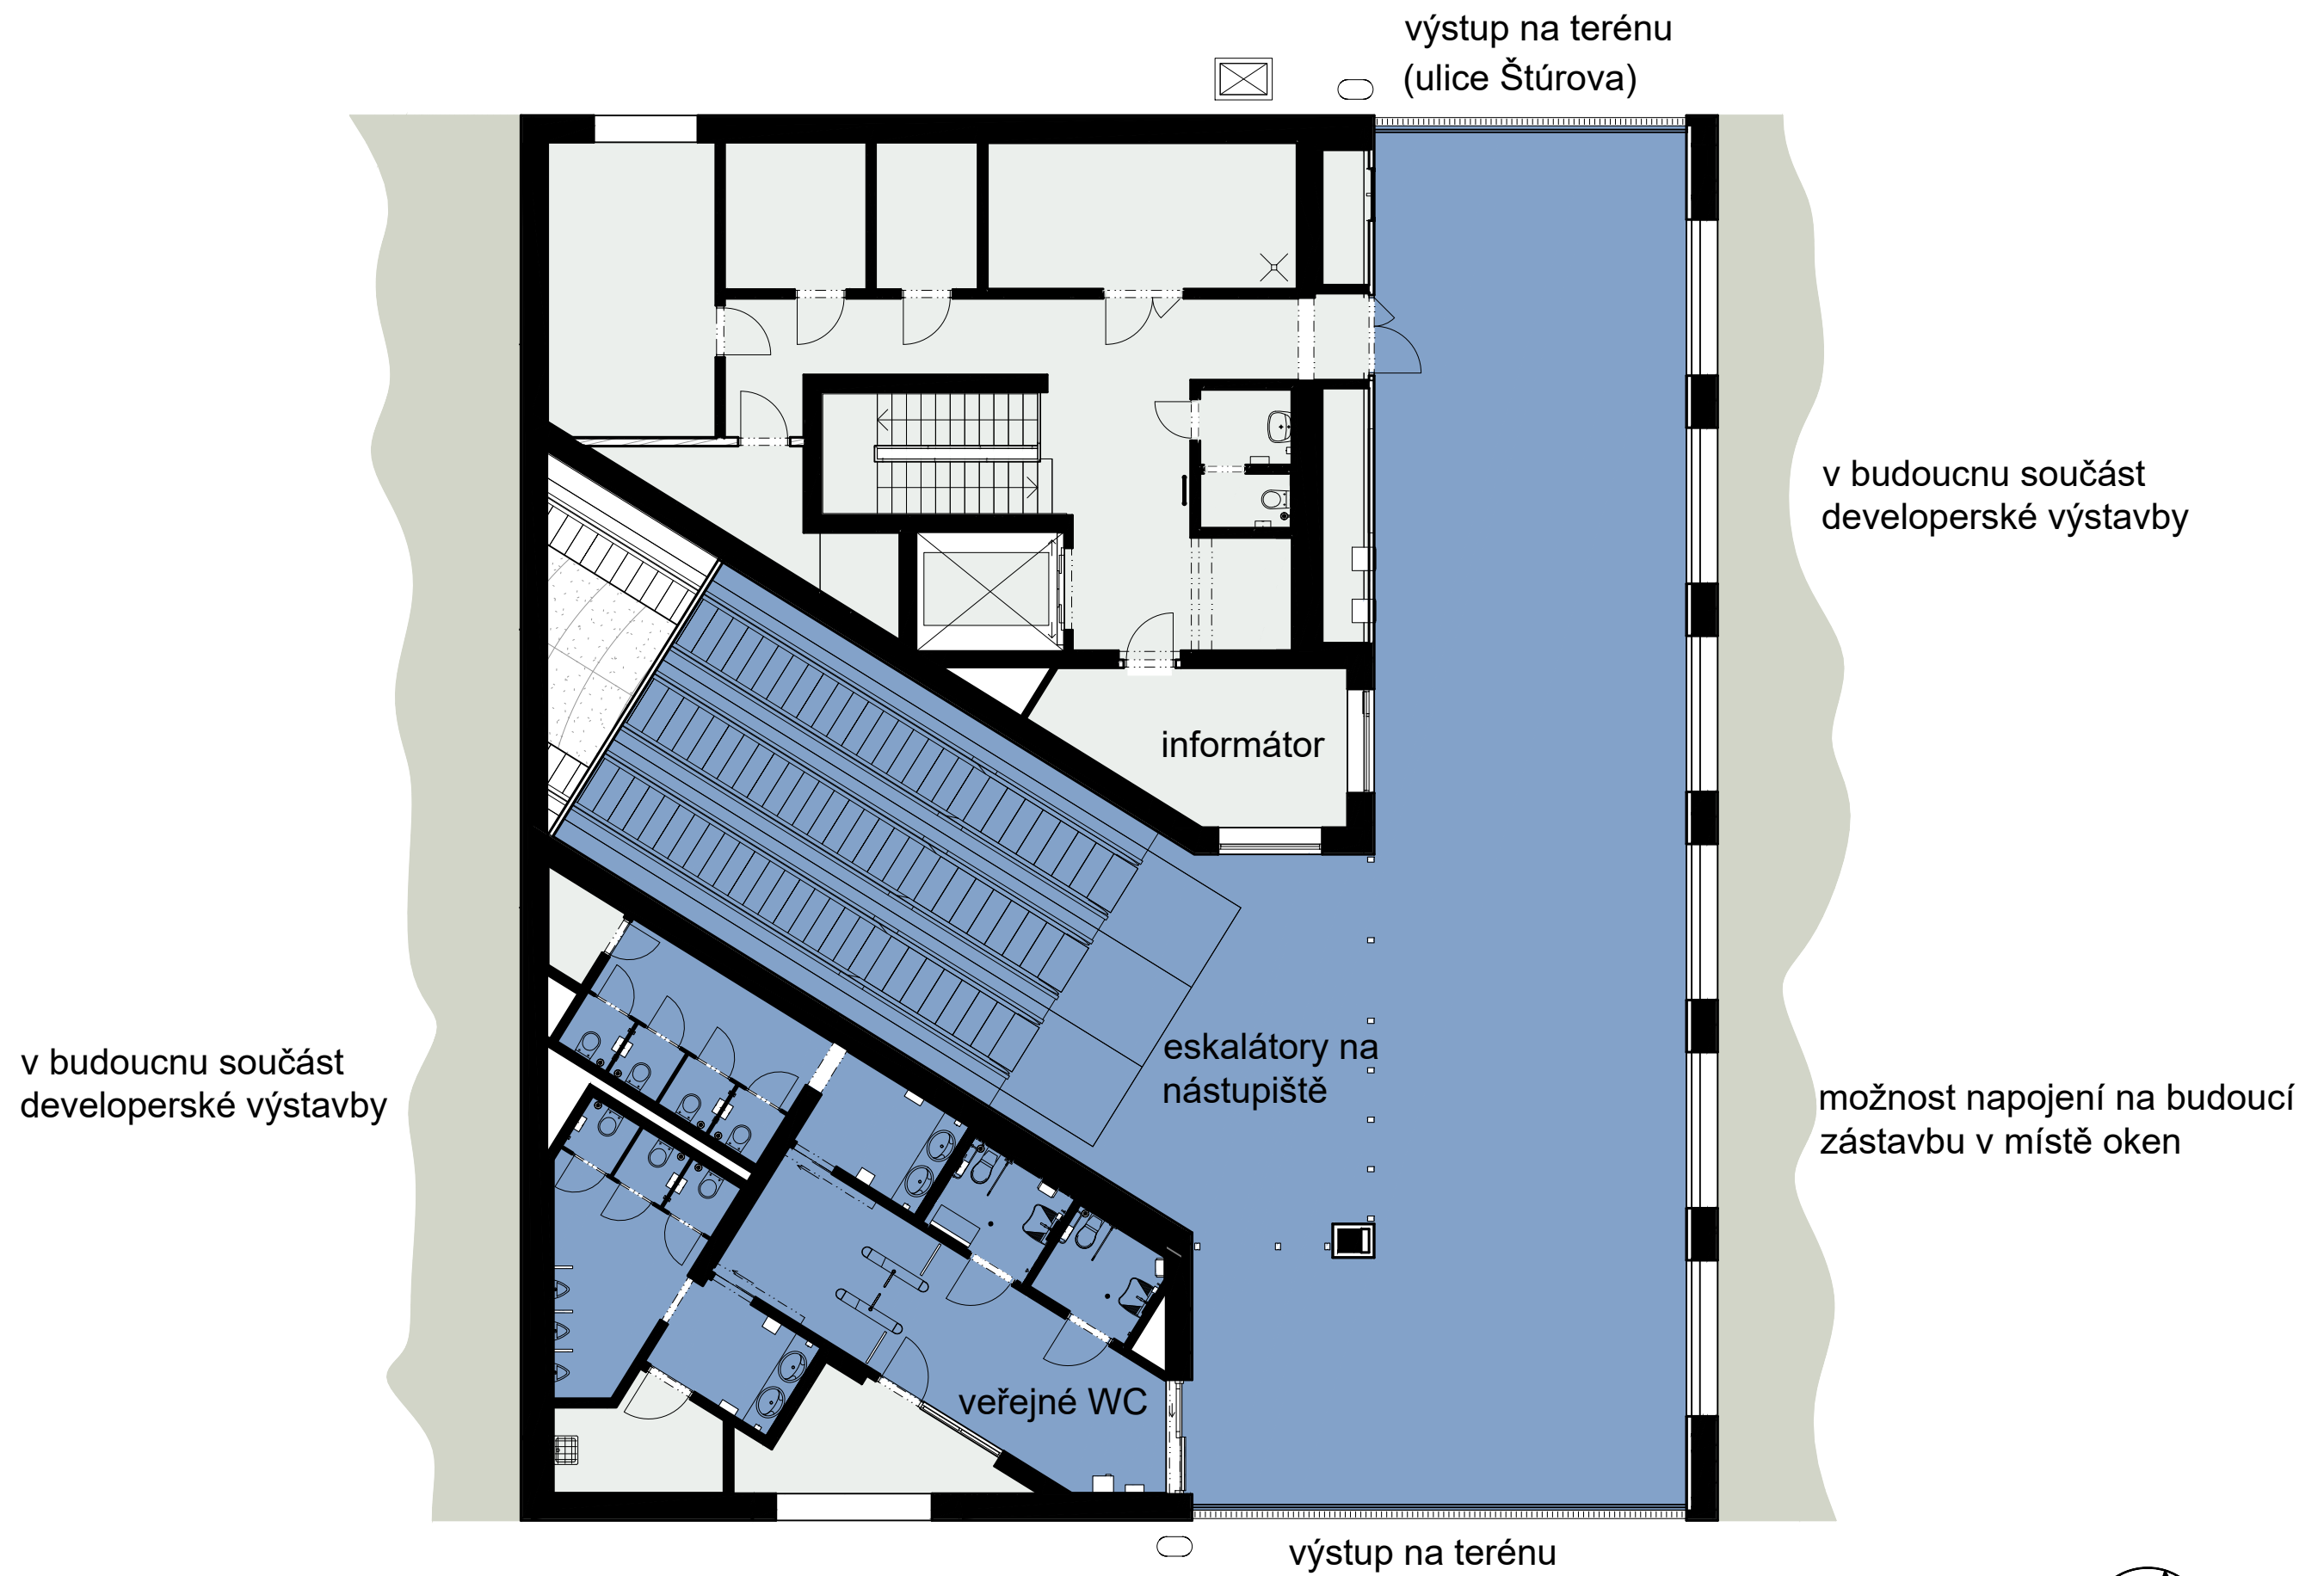 výstup na terénu
(ulice Štúrova)
v budoucnu součást
developerské výstavby
informátor
eskalátory na
nástupiště
v budoucnu součást
developerské výstavby
možnost napojení na budoucí
zástavbu v místě oken
veřejné WC
výstup na terénu